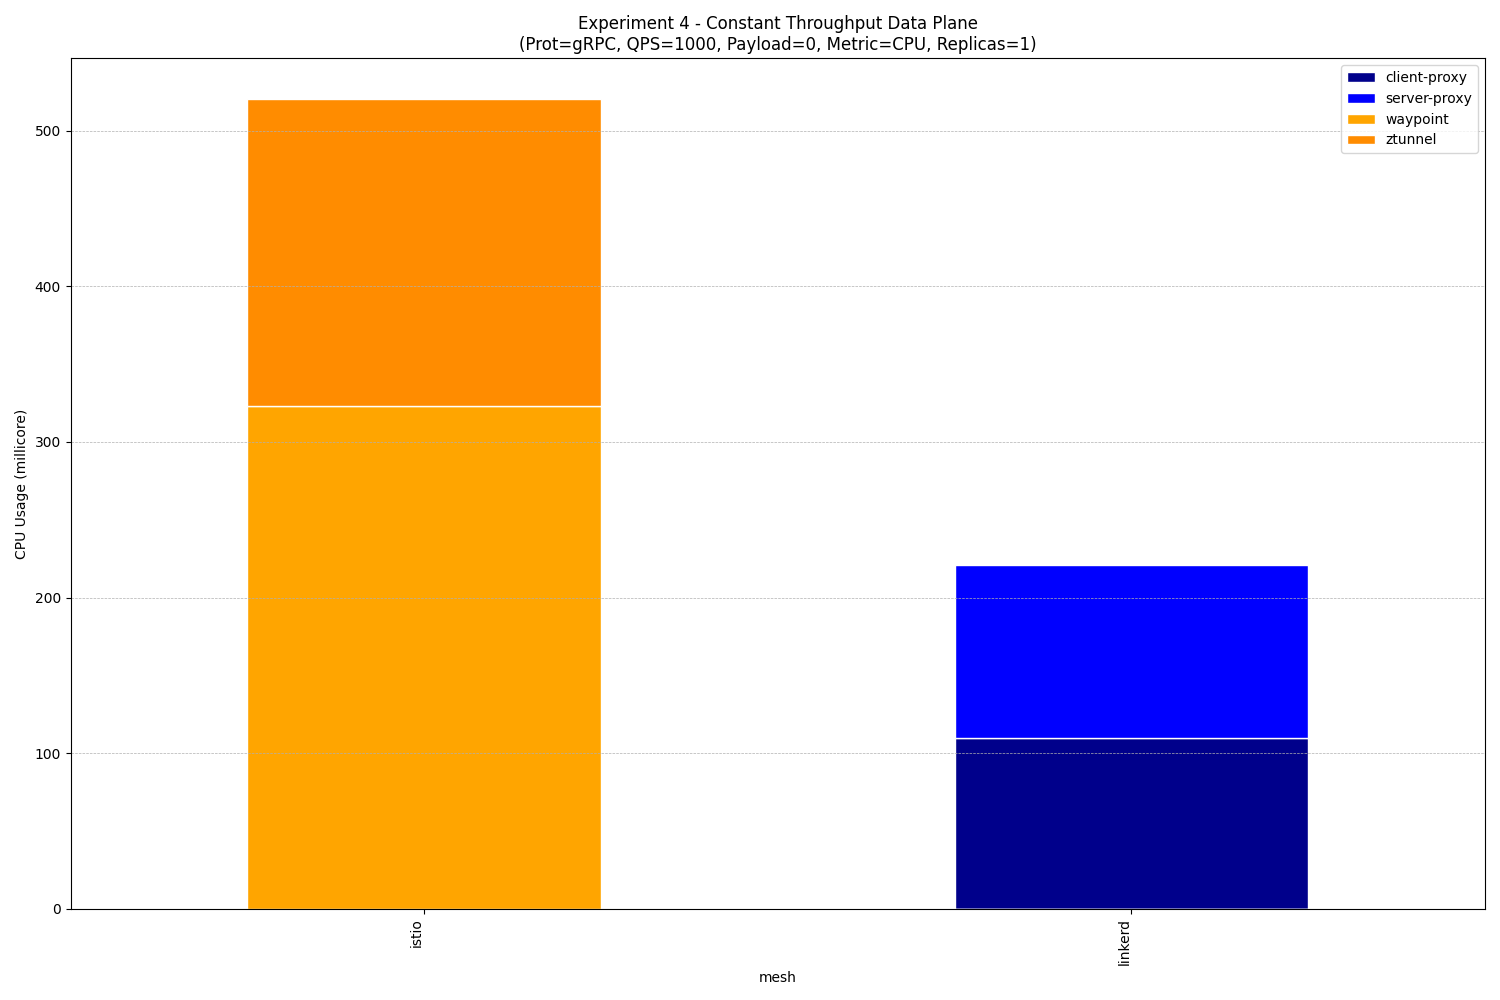 Experiment 4 - Constant Throughput Data Plane
(Prot=gRPC, QPS=1000, Payload=0, Metric=CPU, Replicas=1)
client-proxy
server-proxy
waypoint
ztunnel
CPU Usage (millicore)
500
400
300
200
100
0
istio
linkerd
mesh